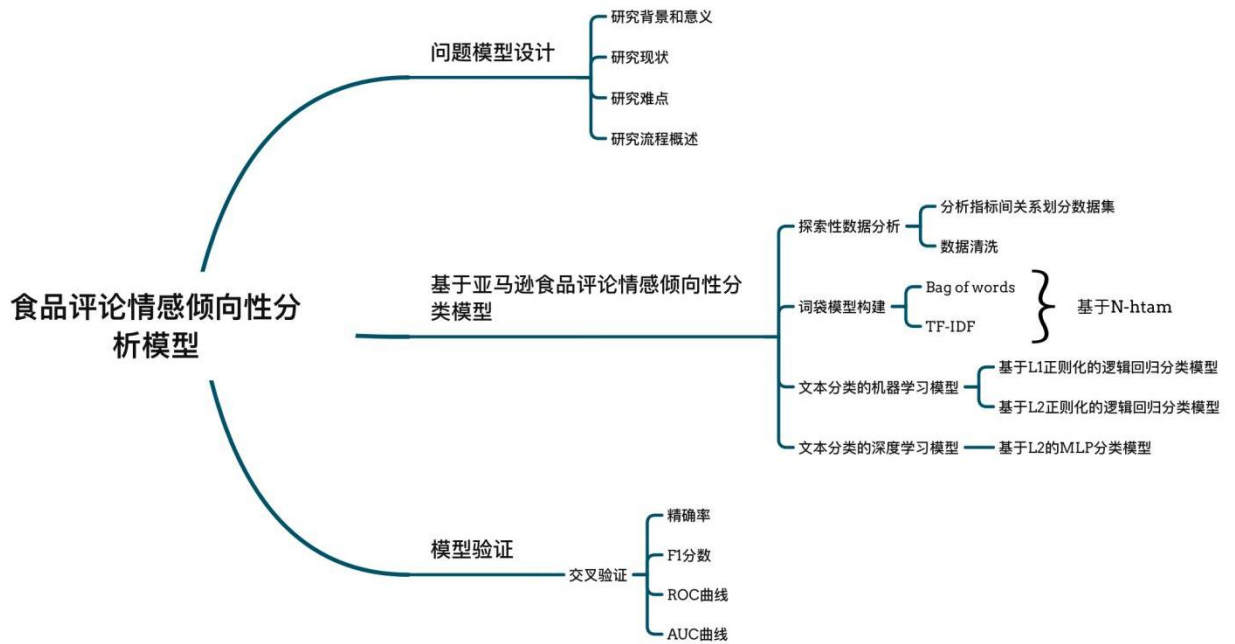 食品评论情感倾向性分
析模型
问题模型设计
研究背景和意义
研究现状
研究难点
研究流程概述
基于亚马逊食品评论情感倾向性分
类模型
探索性数据分析
分析指标间关系划分数据集
数据清洗
词袋模型构建
Bag of words
TF-IDF
基于N-htam
文本分类的机器学习模型
基于L1正则化的逻辑回归分类模型
基于L2正则化的逻辑回归分类模型
文本分类的深度学习模型
基于L2的MLP分类模型
模型验证
交叉验证
精确率
F1分数
ROC曲线
AUC曲线